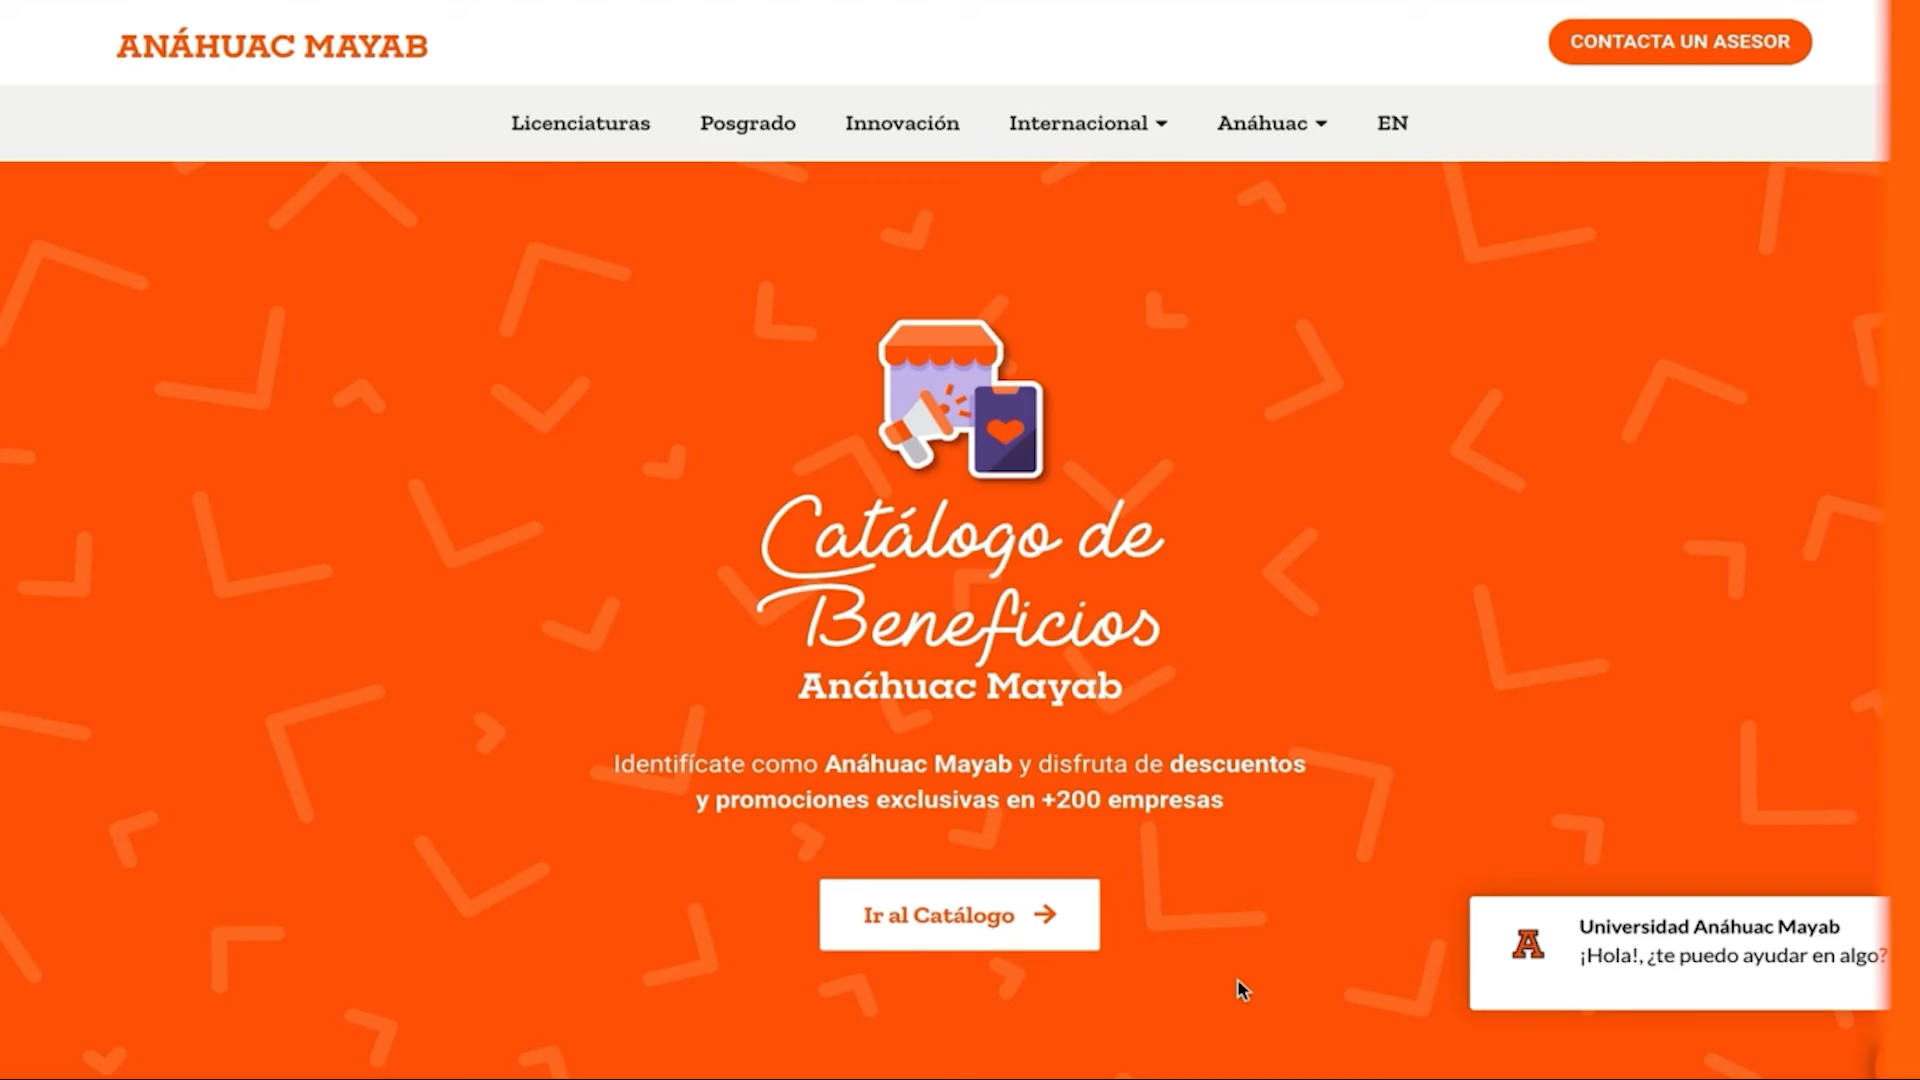 ANÁHUAC MAYAB
CONTACTA UN ASESOR
Licenciaturas
Posgrado
Innovación
Internacional
Anáhuac
EN
Catálogo de
Beneficios
Anáhuac Mayab
Identifícate como Anáhuac Mayab y disfruta de descuentos
y promociones exclusivas en +200 empresas
Ir al Catálogo
A
Universidad Anáhuac Mayab
¡Hola!, ¿te puedo ayudar en algo?